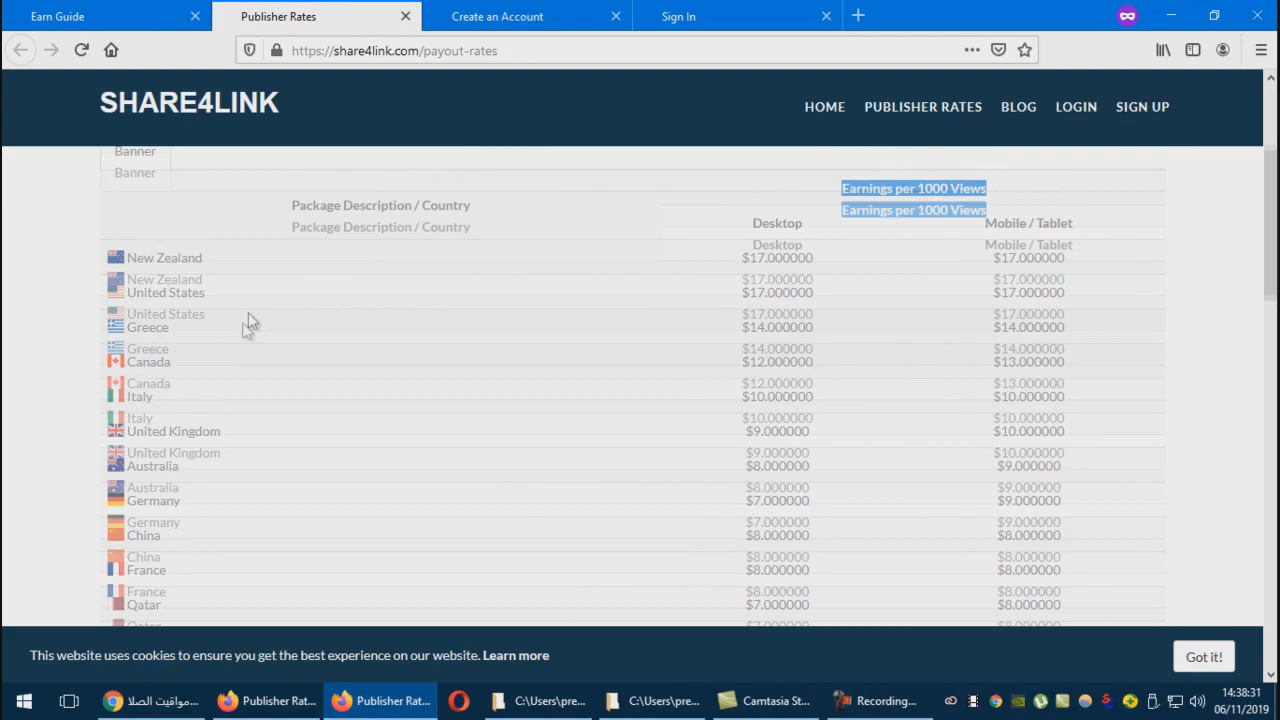 Earn Guide
Publisher Rates
Create an Account
Sign In
https://share4link.com/payout-rates
SHARE4LINK
HOME PUBLISHER RATES BLOG LOGIN SIGN UP
Banner
Banner
Earnings per 1000 Views
Package Description / Country
Earnings per 1000 Views
Desktop Mobile / Tablet
Package Description / Country
Desktop Mobile / Tablet
New Zealand $17.000000 $17.000000
New Zealand $17.000000 $17.000000
United States $17.000000 $17.000000
United States $17.000000 $17.000000
Greece $14.000000 $14.000000
Greece $14.000000 $14.000000
Canada $12.000000 $13.000000
Canada $12.000000 $13.000000
Italy $10.000000 $10.000000
Italy $10.000000 $10.000000
United Kingdom $9.000000 $10.000000
United Kingdom $9.000000 $10.000000
Australia $8.000000 $9.000000
Australia $8.000000 $9.000000
Germany $7.000000 $9.000000
Germany $7.000000 $9.000000
China $8.000000 $8.000000
China $8.000000 $8.000000
France $8.000000 $8.000000
France $8.000000 $8.000000
Qatar $7.000000 $8.000000
This website uses cookies to ensure you get the best experience on our website. Learn more
Got it!
مواقيت الصلا...
Publisher Rat...
Publisher Rat...
C:\Users\pre...
C:\Users\pre...
Camtasia St...
Recording...
14:38:31
06/11/2019